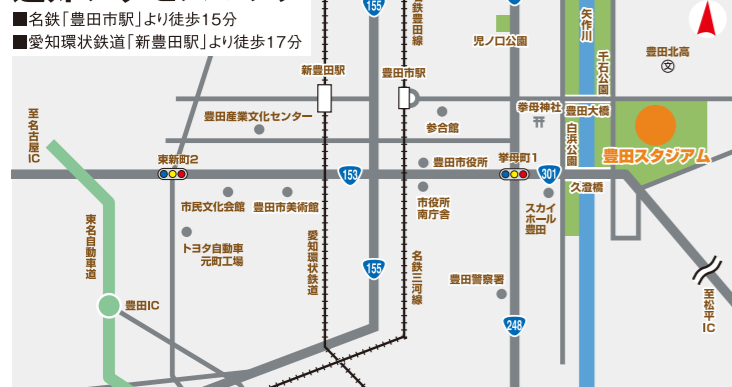 ■名鉄「豊田市駅」より徒歩15分
■愛知環状鉄道「新豊田駅」より徒歩17分
155
名鉄豊田線
児ノ口公園
矢作川
千石公園
豊田北高
文
新豊田駅
豊田市駅
至名古屋IC
豊田産業文化センター
参合館
挙母神社
豊田大橋
白浜公園
豊田スタジアム
東新町2
153
豊田市役所
挙母町1
301
久澄橋
市民文化会館
豊田市美術館
市役所
南庁舎
スカイ
ホール
豊田
東名自動車道
トヨタ自動車
元町工場
愛知環状鉄道
155
名鉄三河線
豊田警察署
豊田IC
248
至松平IC